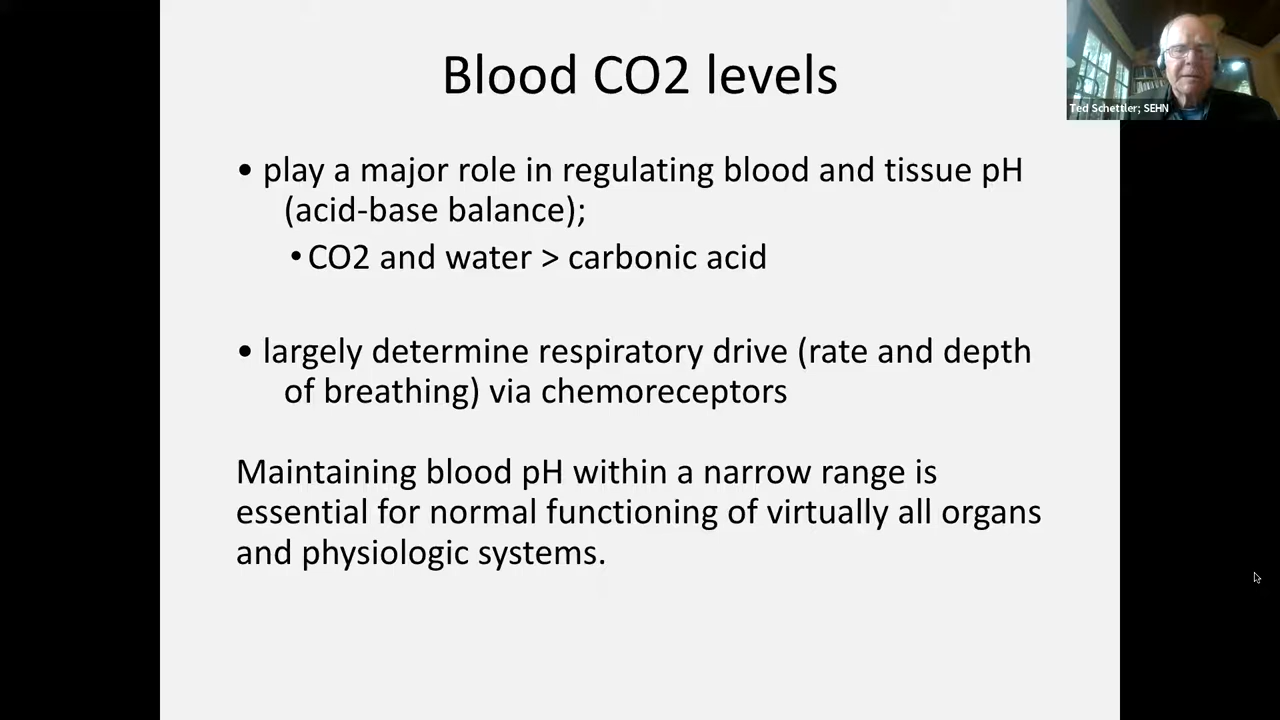 Blood CO2 levels
Ted Schettler; SEHN
• play a major role in regulating blood and tissue pH
(acid-base balance);
• CO2 and water > carbonic acid
• largely determine respiratory drive (rate and depth
of breathing) via chemoreceptors
Maintaining blood pH within a narrow range is
essential for normal functioning of virtually all organs
and physiologic systems.